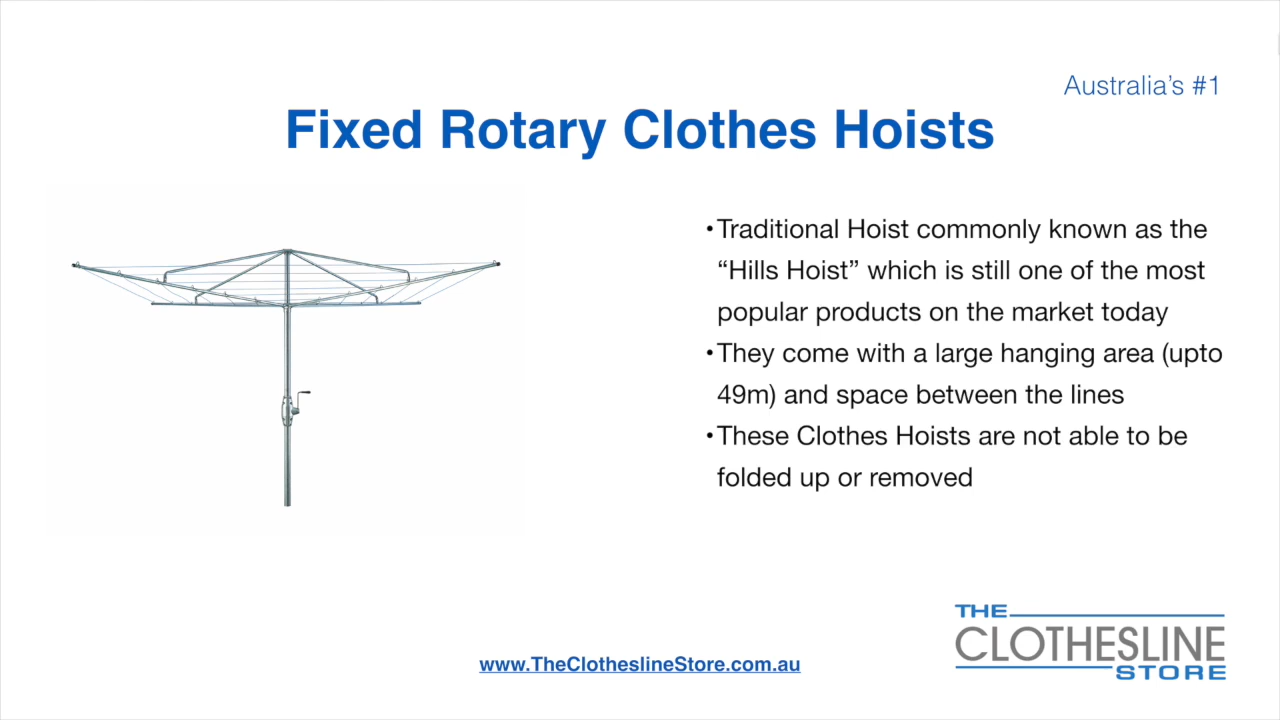 Australia's #1
Fixed Rotary Clothes Hoists
•Traditional Hoist commonly known as the
“Hills Hoist” which is still one of the most
popular products on the market today
•They come with a large hanging area (upto
49m) and space between the lines
•These Clothes Hoists are not able to be
folded up or removed
www.TheClotheslineStore.com.au
THE
CLOTHESLINE
STORE